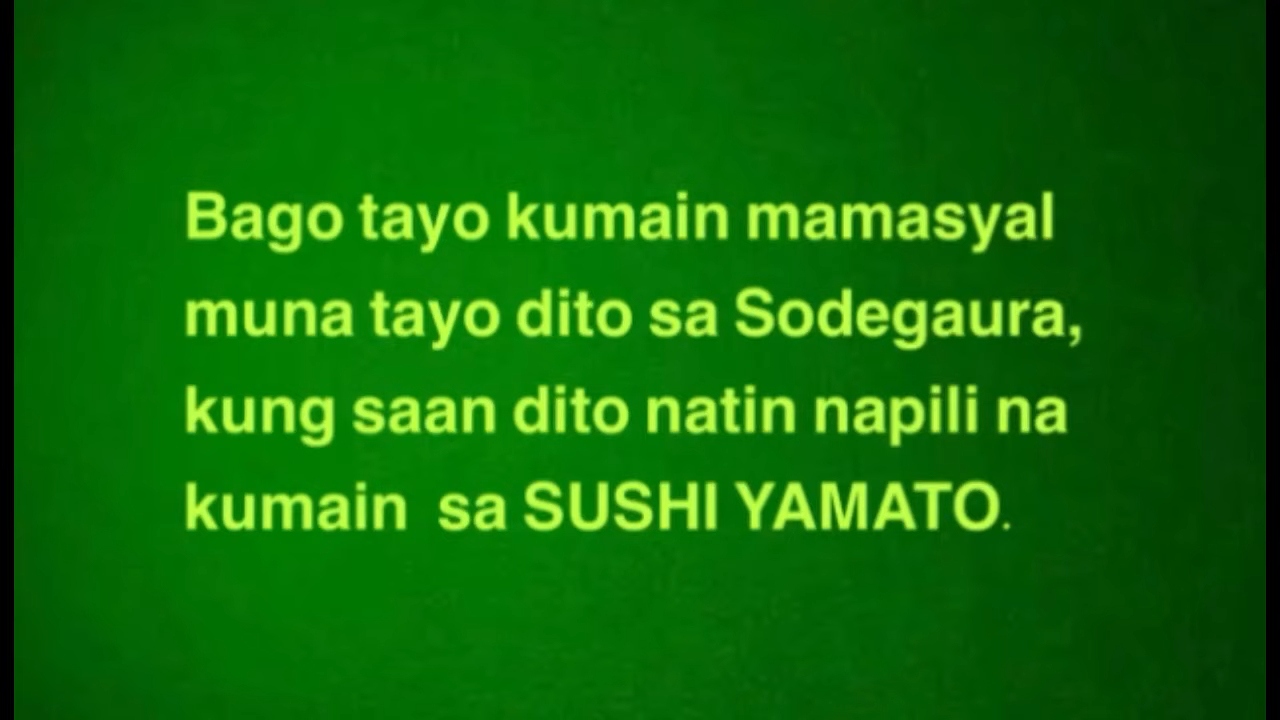 Bago tayo kumain mamasyal
muna tayo dito sa Sodegaura,
kung saan dito natin napili na
kumain  sa SUSHI YAMATO.